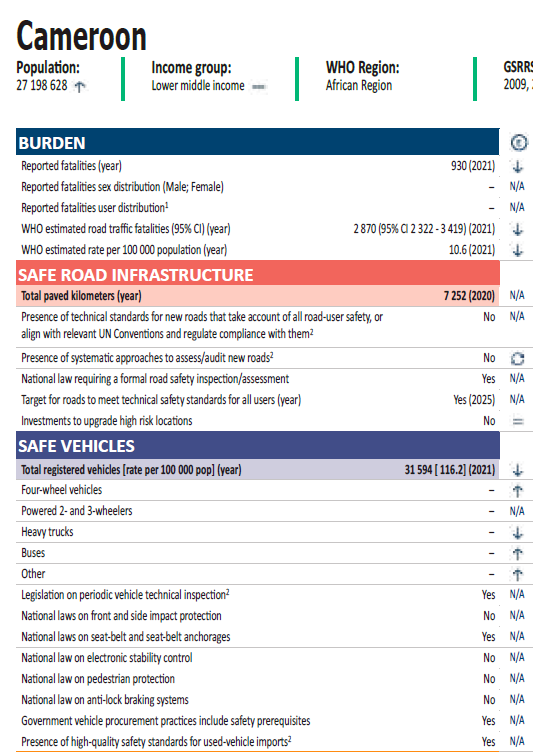 Cameroon
Population: Income group: WHO Region: GSRRS
27 198 628 Lower middle income African Region 2009,
BURDEN
Reported fatalities (year) 930 (2021)
Reported fatalities sex distribution (Male; Female) – N/A
Reported fatalities user distribution¹ – N/A
WHO estimated road traffic fatalities (95% CI) (year) 2 870 (95% CI 2 322 - 3 419) (2021)
WHO estimated rate per 100 000 population (year) 10.6 (2021)
SAFE ROAD INFRASTRUCTURE
Total paved kilometers (year) 7 252 (2020) N/A
Presence of technical standards for new roads that take account of all road-user safety, or No N/A
align with relevant UN Conventions and regulate compliance with them²
Presence of systematic approaches to assess/audit new roads² No
National law requiring a formal road safety inspection/assessment Yes N/A
Target for roads to meet technical safety standards for all users (year) Yes (2025) N/A
Investments to upgrade high risk locations No
SAFE VEHICLES
Total registered vehicles [rate per 100 000 pop] (year) 31 594 [ 116.2] (2021)
Four-wheel vehicles –
Powered 2- and 3-wheelers – N/A
Heavy trucks –
Buses –
Other –
Legislation on periodic vehicle technical inspection² Yes N/A
National laws on front and side impact protection No N/A
National laws on seat-belt and seat-belt anchorages Yes N/A
National law on electronic stability control No N/A
National law on pedestrian protection No N/A
National law on anti-lock braking systems No N/A
Government vehicle procurement practices include safety prerequisites Yes N/A
Presence of high-quality safety standards for used-vehicle imports² Yes N/A